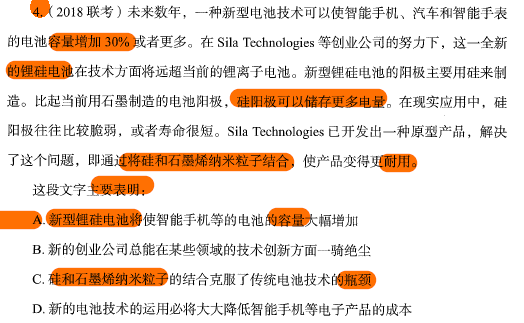 4.（2018 联考）未来数年，一种新型电池技术可以使智能手机、汽车和智能手表
的电池容量增加 30% 或者更多。在 Sila Technologies 等创业公司的努力下，这一全新
的锂硅电池在技术方面将远超当前的锂离子电池。新型锂硅电池的阳极主要用硅来制
造。比起当前用石墨制造的电池阳极，硅阳极可以储存更多电量。在现实应用中，硅
阳极往往比较脆弱，或者寿命很短。Sila Technologies 已开发出一种原型产品，解决
了这个问题，即通过将硅和石墨烯纳米粒子结合，使产品变得更耐用。
这段文字主要表明：
A. 新型锂硅电池将使智能手机等的电池的容量大幅增加
B. 新的创业公司总能在某些领域的技术创新方面一骑绝尘
C. 硅和石墨烯纳米粒子的结合克服了传统电池技术的瓶颈
D. 新的电池技术的运用必将大大降低智能手机等电子产品的成本